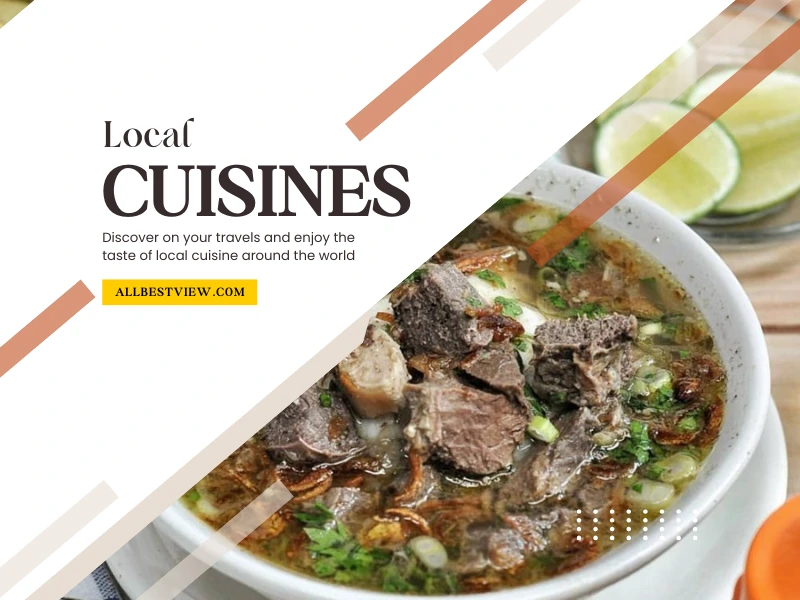 Local
CUISINES
Discover on your travels and enjoy the
taste of local cuisine around the world
ALLBESTVIEW.COM